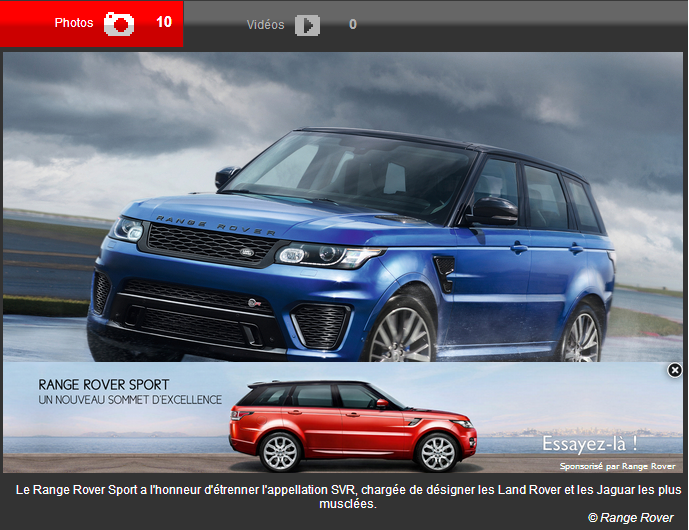 Photos 10 Vidéos 0
RANGE ROVER
RANGE ROVER SPORT
UN NOUVEAU SOMMET D'EXCELLENCE
Essayez-là !
Sponsorisé par Range Rover
Le Range Rover Sport a l'honneur d'étrenner l'appellation SVR, chargée de désigner les Land Rover et les Jaguar les plus
musclées.
© Range Rover